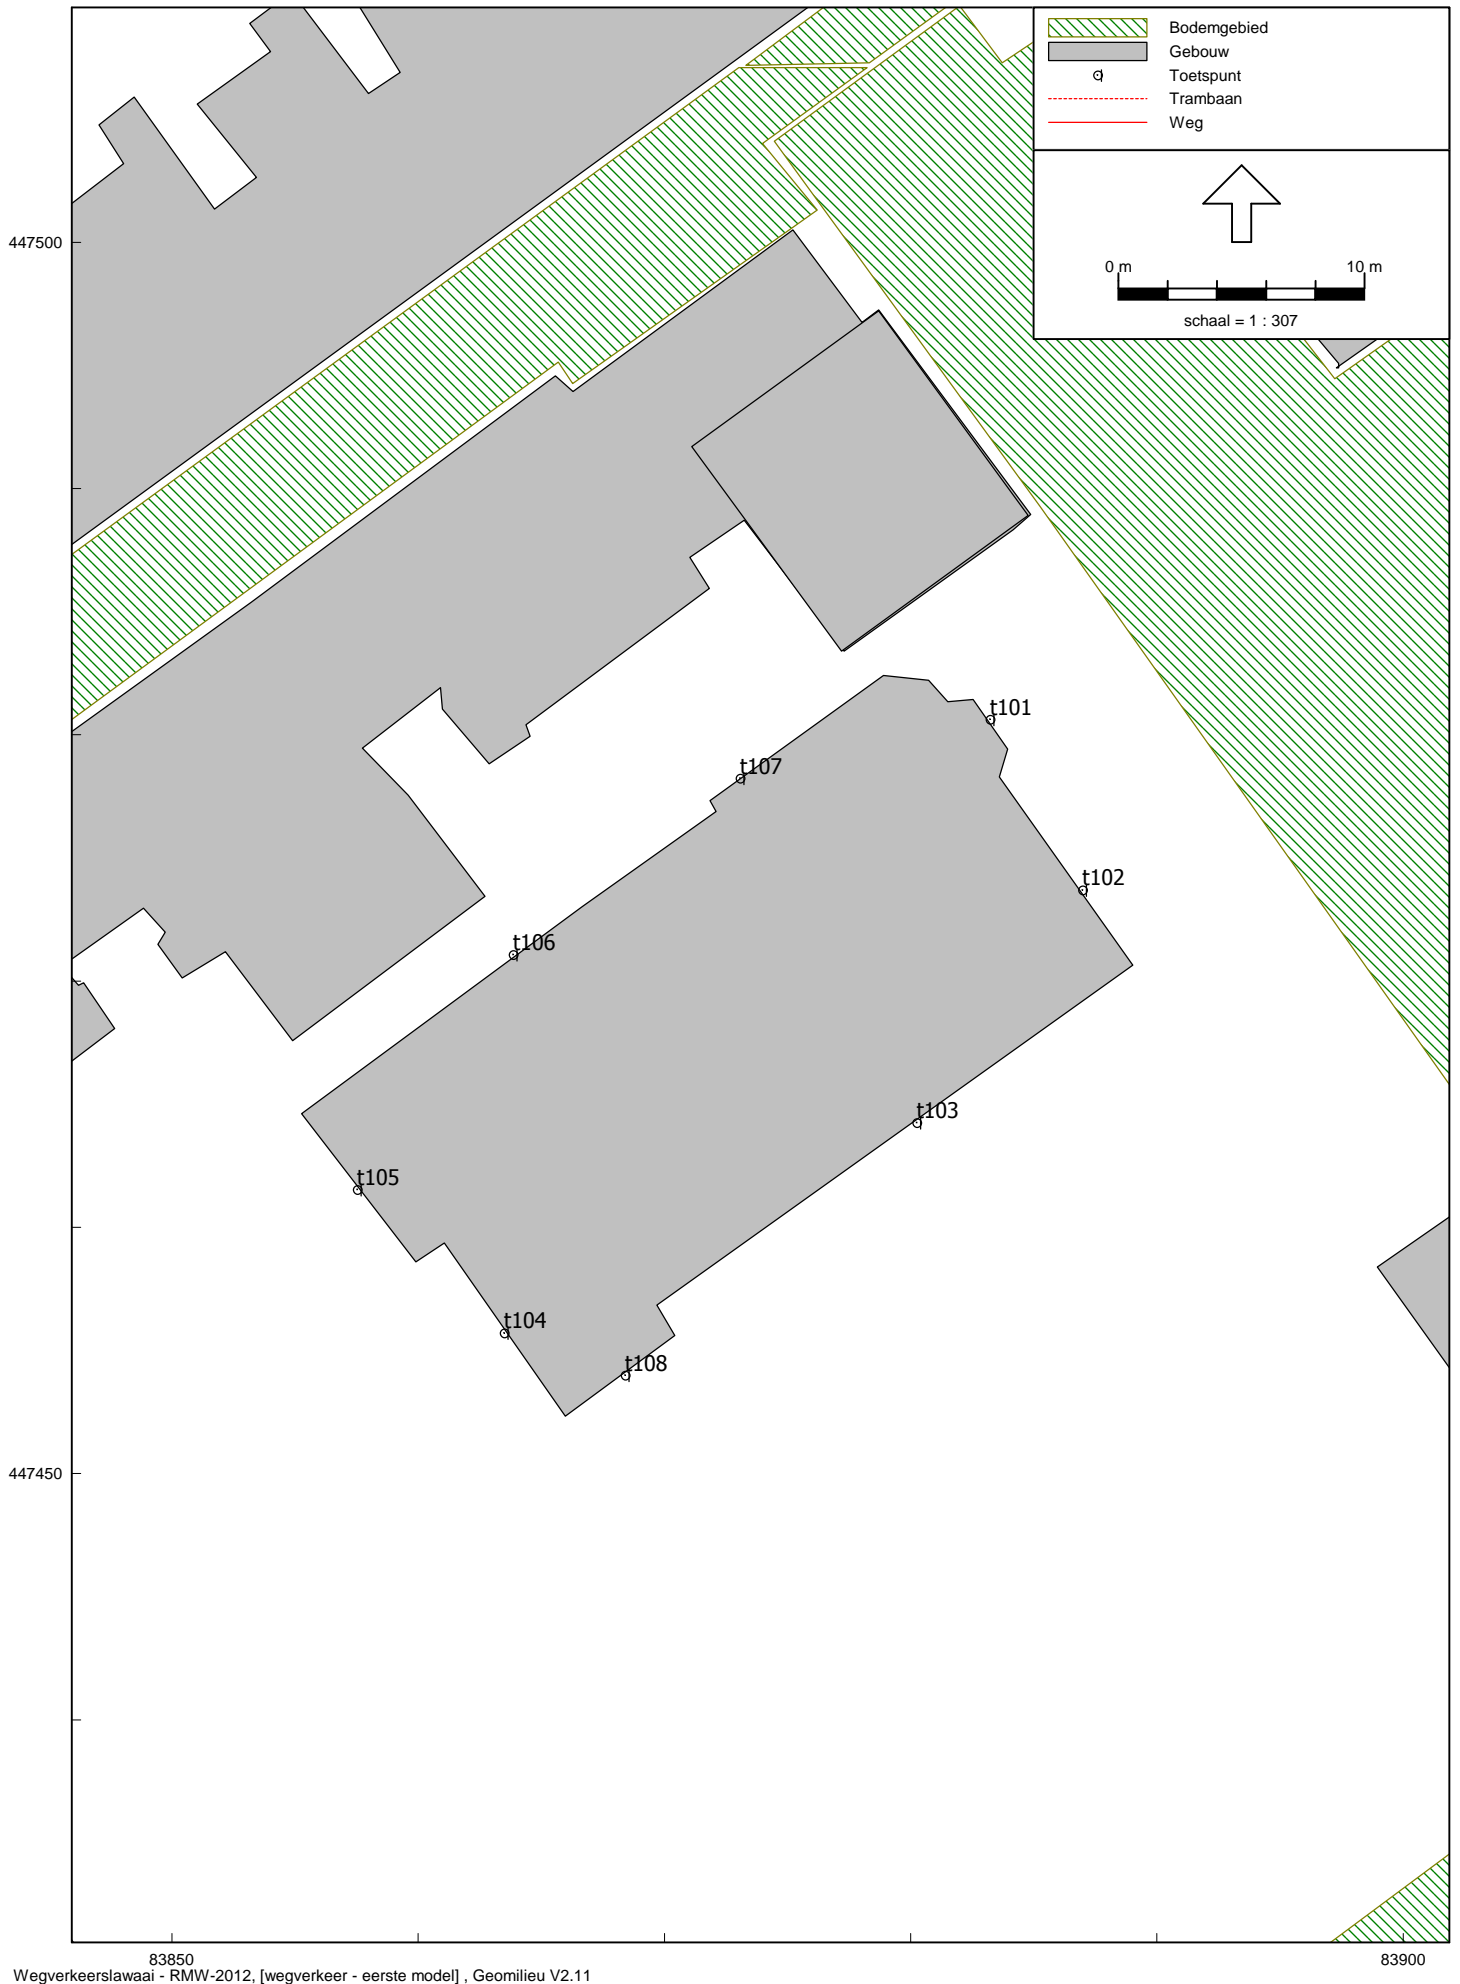 Bodemgebied
Gebouw
Toetspunt
Trambaan
Weg
0 m 10 m
schaal = 1 : 307
447500
t101
t107
t102
t106
t103
t105
t104
t108
447450
83850 83900
Wegverkeerslawaai - RMW-2012, [wegverkeer - eerste model] , Geomilieu V2.11